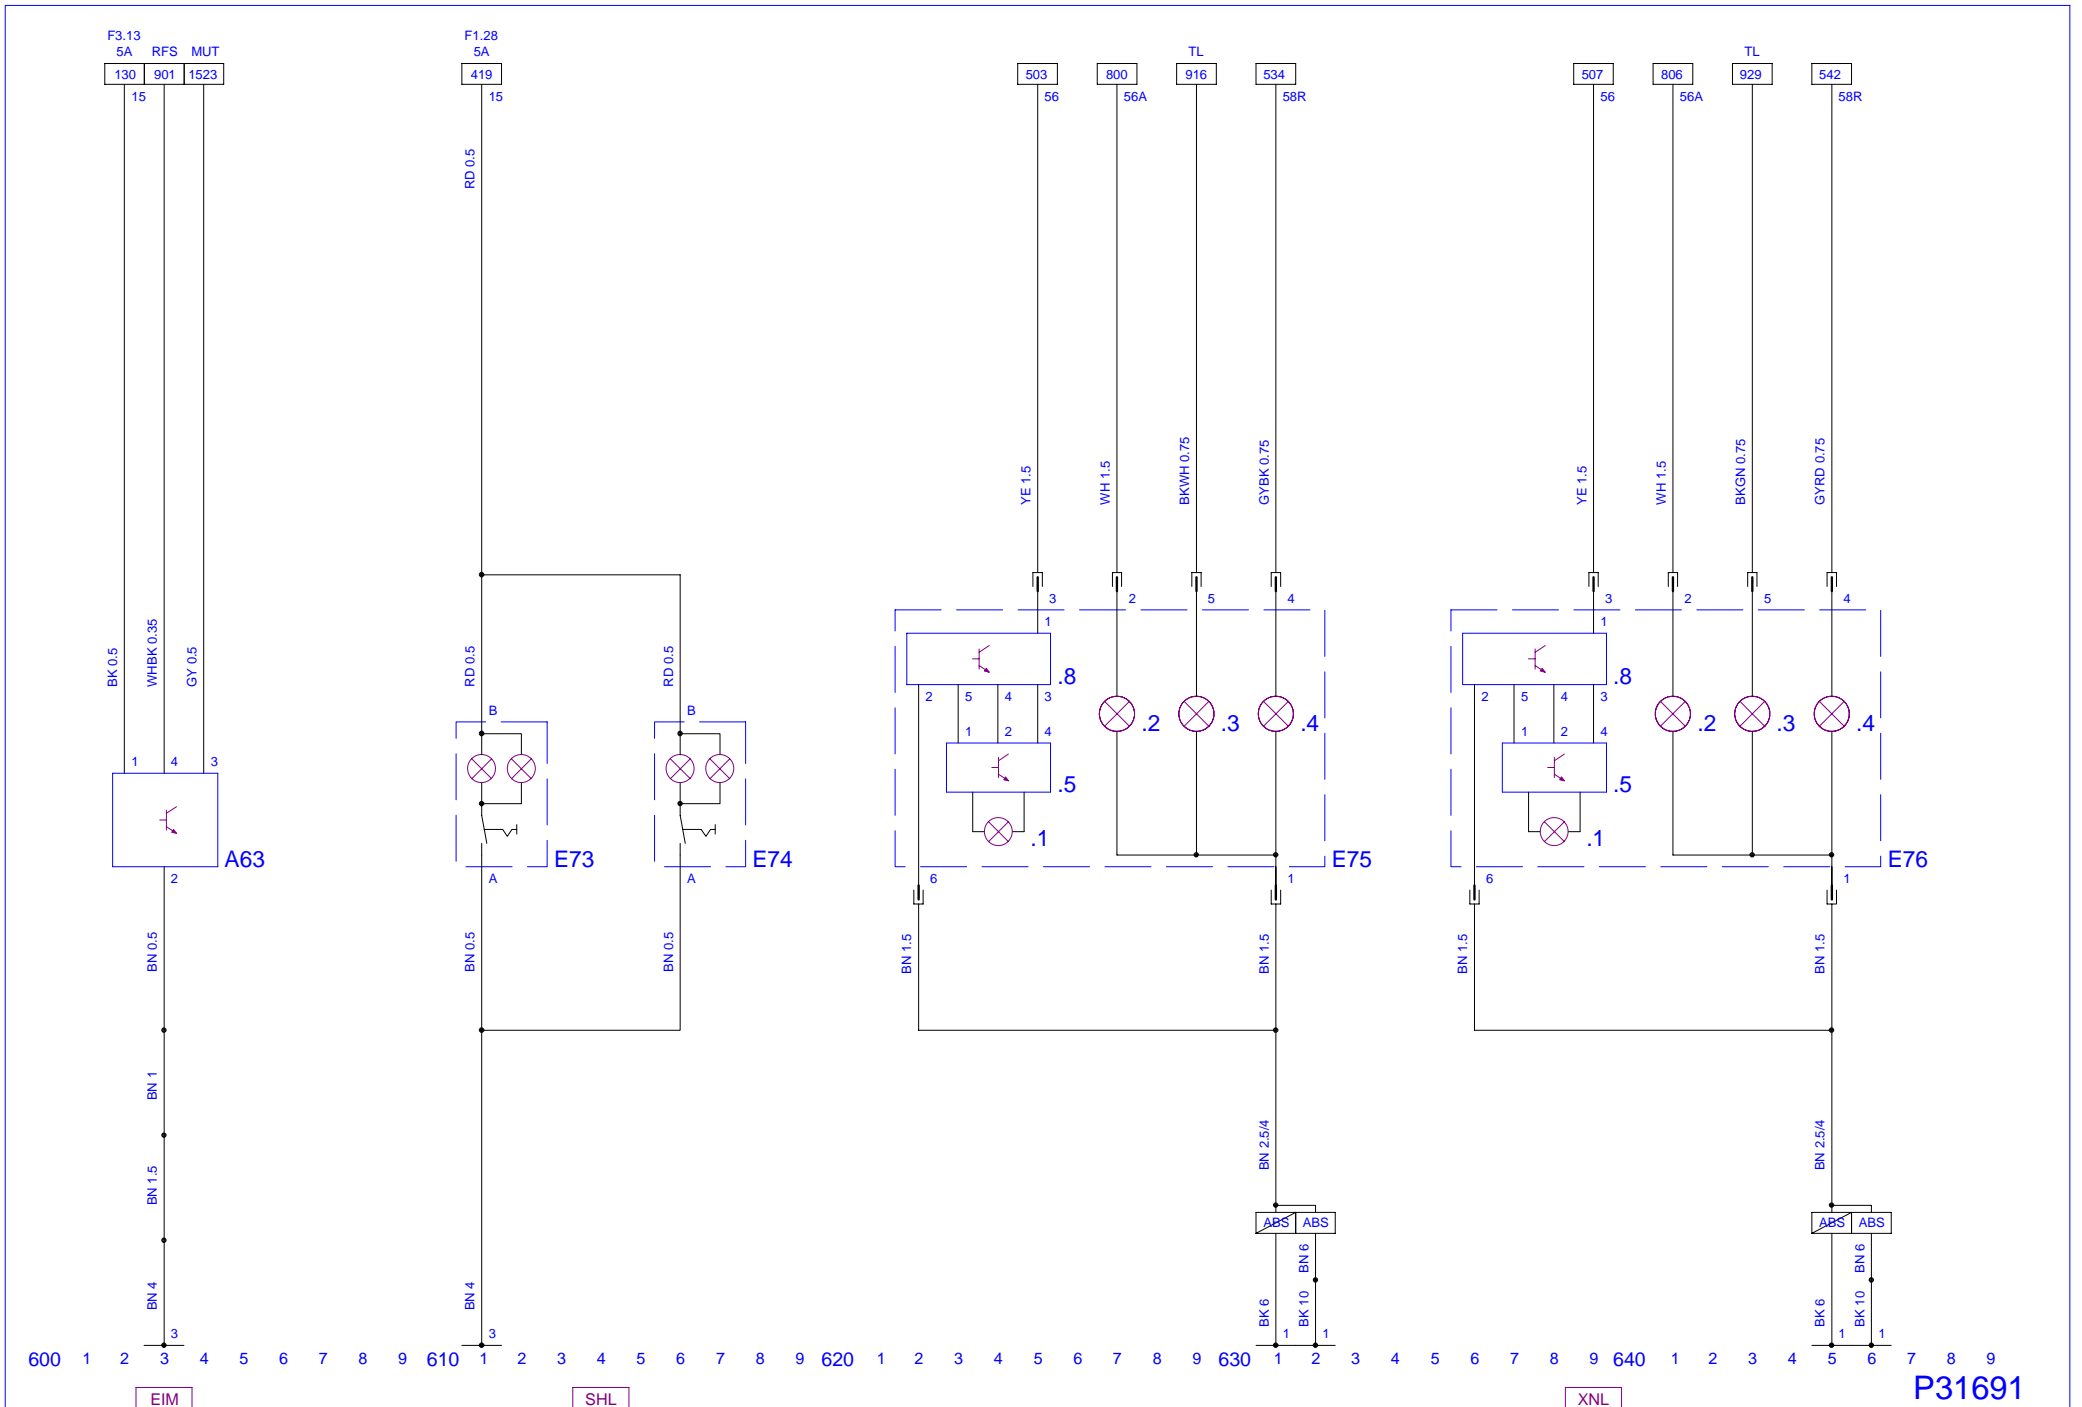 F3.13 F1.28
5A RFS MUT 5A TL TL
130 901 1523 419 503 800 916 534 507 806 929 542
15 15 56 56A 58R 56 56A 58R
RD 0.5
YE 1.5 WH 1.5 BKWH 0.75 GYBK 0.75 YE 1.5 WH 1.5 BKGN 0.75 GYRD 0.75
3 2 5 4 3 2 5 4
1 1
BK 0.5 WHBK 0.35 GY 0.5 RD 0.5 RD 0.5
.8 .8
2 5 4 3 2 5 4 3
B B
.2 .3 .4 .2 .3 .4
1 2 4 1 2 4
1 4 3
.5 .5
.1 .1
A63 E73 E74 E75 E76
2 A A 6 1 6 1
BN 0.5 BN 0.5 BN 0.5 BN 1.5 BN 1.5 BN 1.5 BN 1.5
BN 1
BN 2.5/4 BN 2.5/4
BN 1.5
ABS ABS ABS ABS
BN 6 BN 6
BN 4 BN 4 BK 6 BK 10 BK 6 BK 10
3 3 1 1 1 1
600 1 2 3 4 5 6 7 8 9 610 1 2 3 4 5 6 7 8 9 620 1 2 3 4 5 6 7 8 9 630 1 2 3 4 5 6 7 8 9 640 1 2 3 4 5 6 7 8 9
P31691
EIM SHL XNL